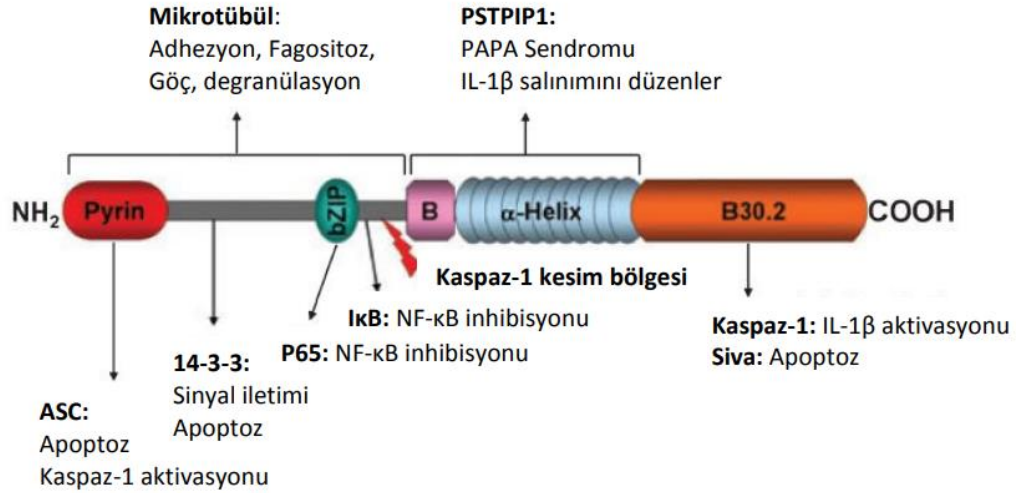 Mikrotübül:
Adhezyon, Fagositoz,
Göç, degranülasyon
PSTPIP1:
PAPA Sendromu
IL-1β salınımını düzenler
NH2
Pyrin
bZIP
B
α-Helix
B30.2
COOH
Kaspaz-1 kesim bölgesi
IκB: NF-κB inhibisyonu
P65: NF-κB inhibisyonu
Kaspaz-1: IL-1β aktivasyonu
Siva: Apoptoz
14-3-3:
Sinyal iletimi
Apoptoz
ASC:
Apoptoz
Kaspaz-1 aktivasyonu